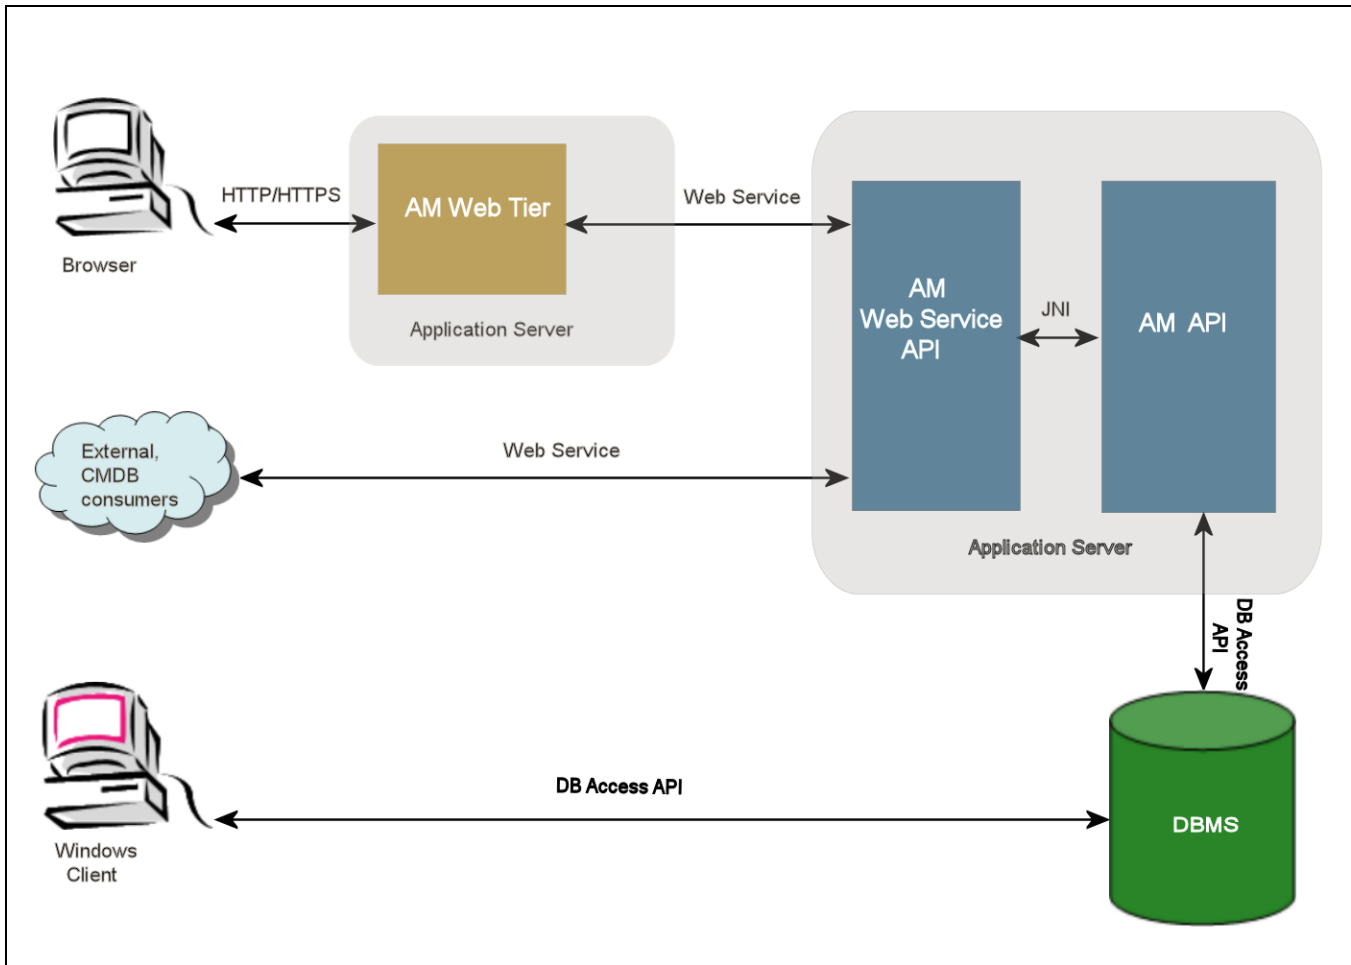 HTTP/HTTPS
AM Web Tier
Web Service
Browser
Application Server
AM
Web Service
API
JNI
AM API
External,
CMDB
consumers
Web Service
Application Server
DB Access
API
DB Access API
DBMS
Windows
Client